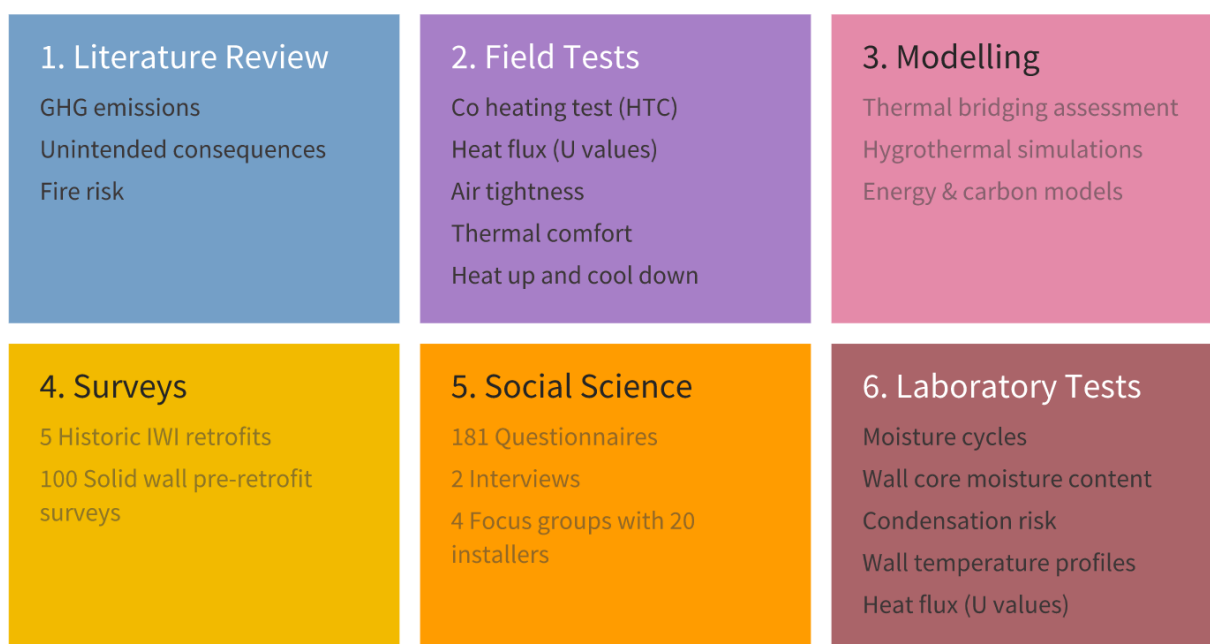 1. Literature Review
GHG emissions
Unintended consequences
Fire risk
2. Field Tests
Co heating test (HTC)
Heat flux (U values)
Air tightness
Thermal comfort
Heat up and cool down
3. Modelling
Thermal bridging assessment
Hygrothermal simulations
Energy & carbon models
4. Surveys
5 Historic IWI retrofits
100 Solid wall pre-retrofit
surveys
5. Social Science
181 Questionnaires
2 Interviews
4 Focus groups with 20
installers
6. Laboratory Tests
Moisture cycles
Wall core moisture content
Condensation risk
Wall temperature profiles
Heat flux (U values)